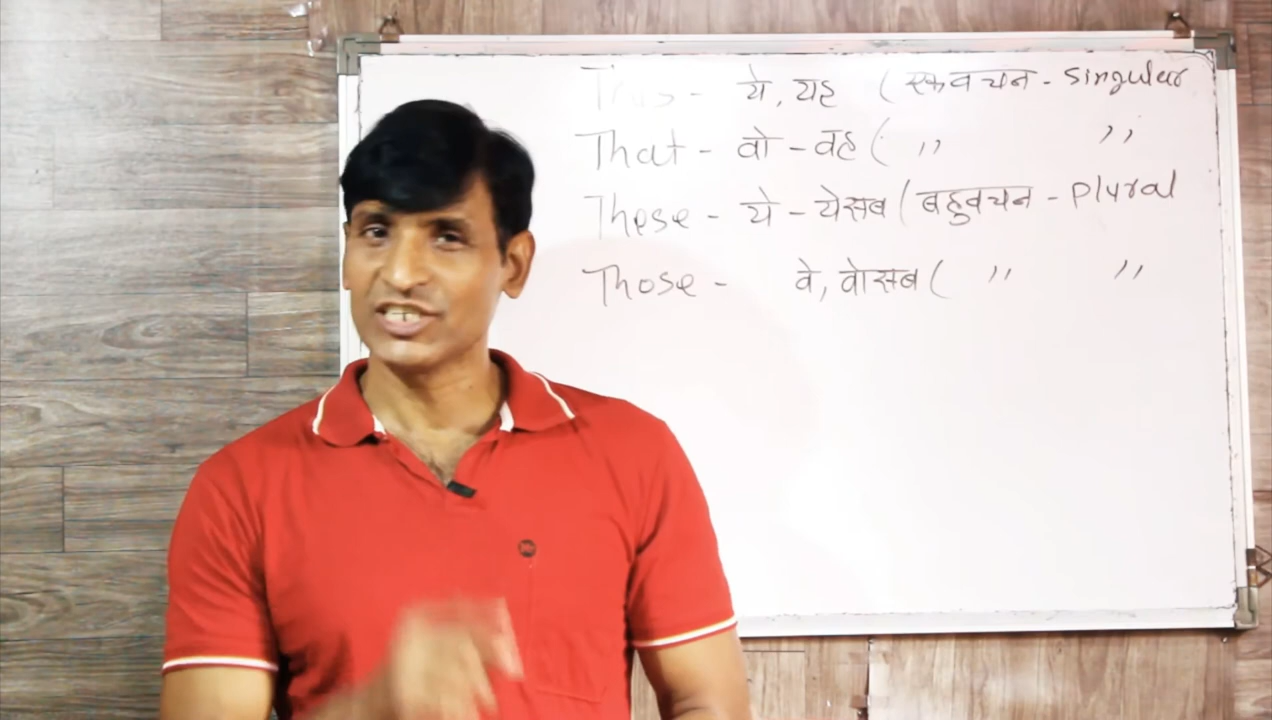 This - ये, यह (एकवचन - singular
That - वो - वह ( ,, ,,
These - ये - येसब (बहुवचन - plural
Those - वे, वोसब ( ,, ,,